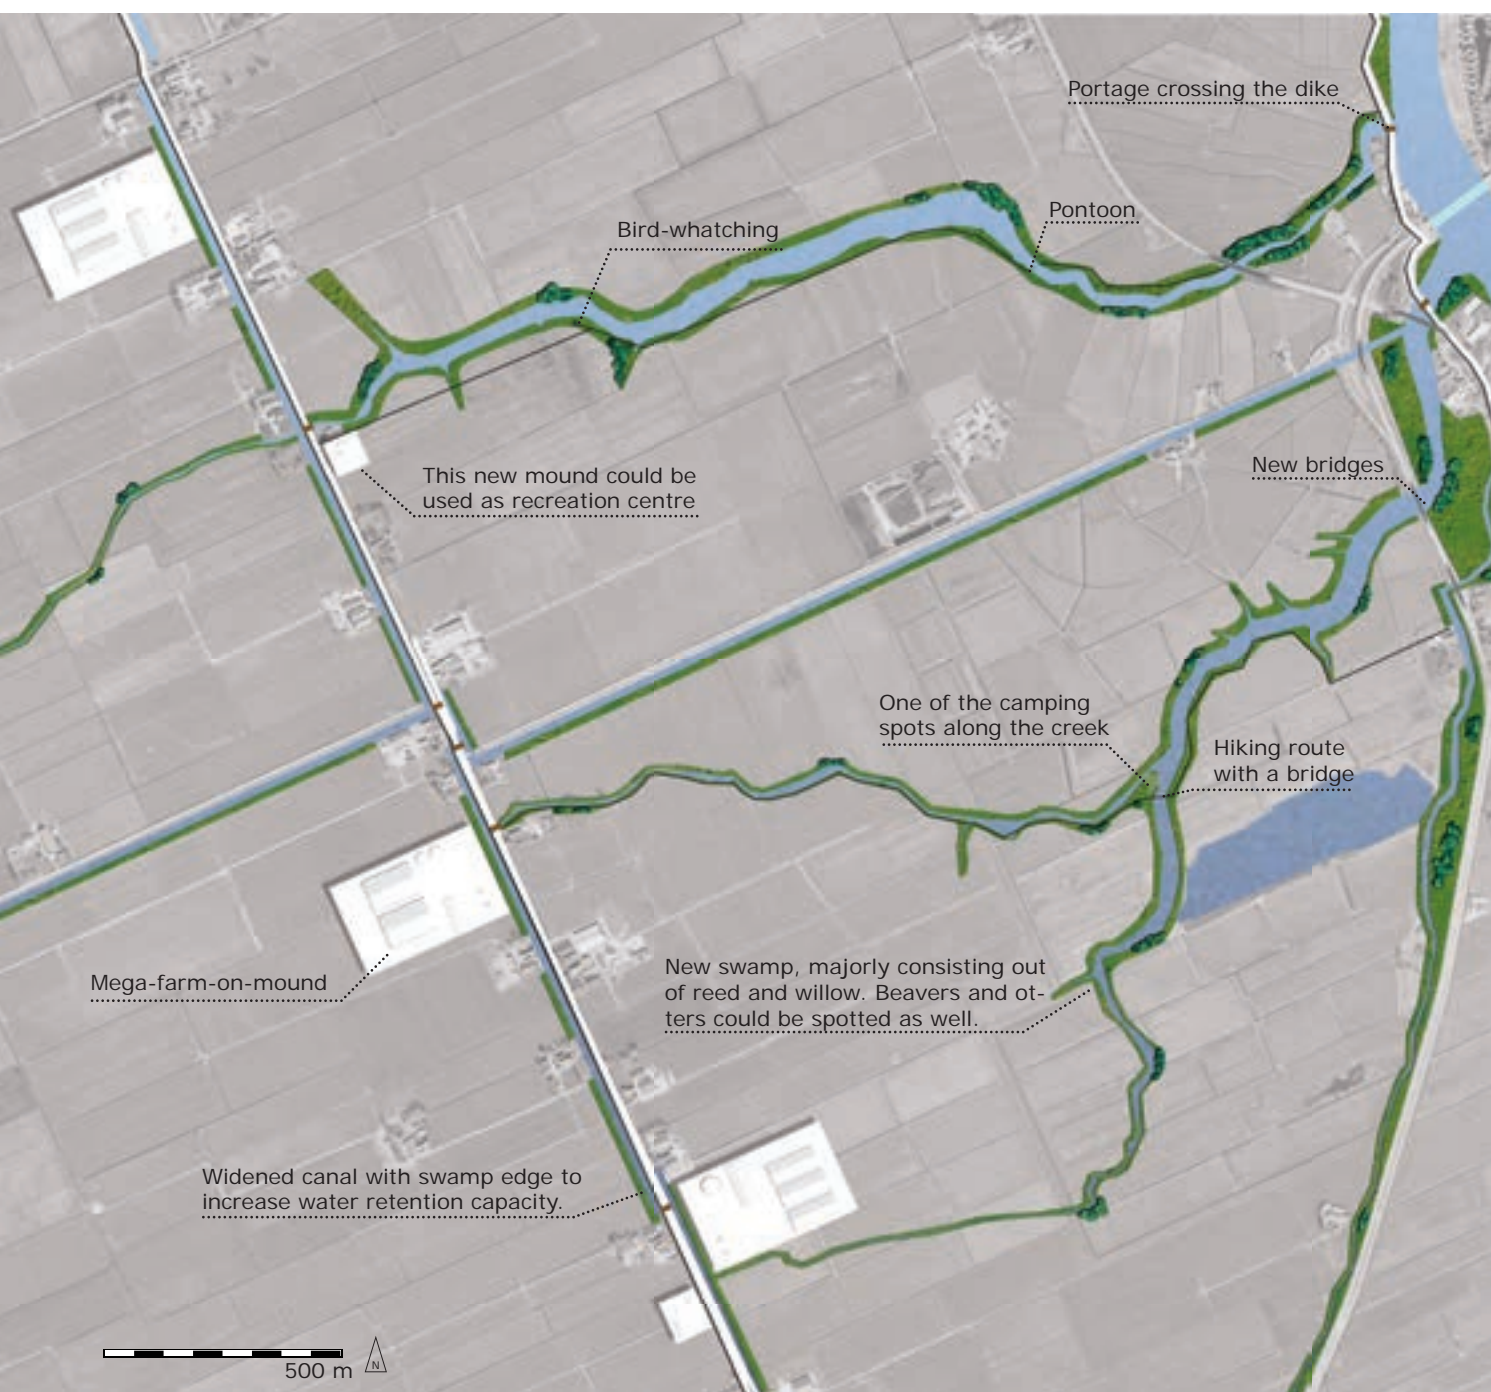 Portage crossing the dike
Pontoon
Bird-whatching
This new mound could be
used as recreation centre
New bridges
One of the camping
spots along the creek
Hiking route
with a bridge
Mega-farm-on-mound
New swamp, majorly consisting out
of reed and willow. Beavers and ot-
ters could be spotted as well.
Widened canal with swamp edge to
increase water retention capacity.
500 m
N